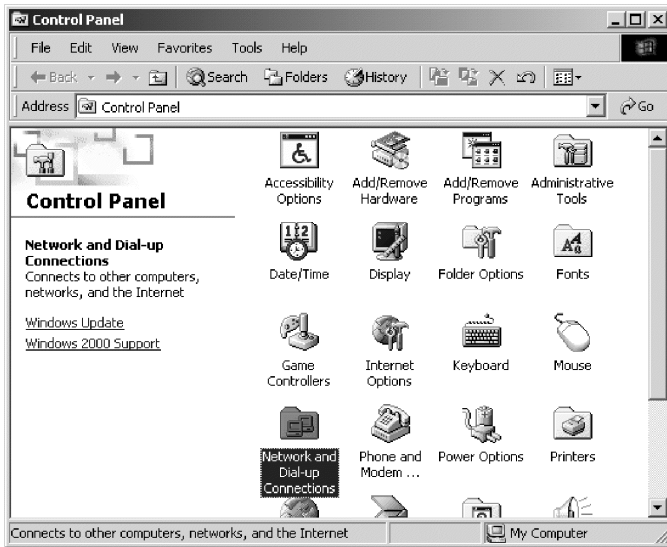 Control Panel
File Edit View Favorites Tools Help
Back Search Folders History
Address Control Panel Go
Control Panel
Network and Dial-up
Connections
Connects to other computers,
networks, and the Internet
Windows Update
Windows 2000 Support
Accessibility
Options
Add/Remove
Hardware
Add/Remove
Programs
Administrative
Tools
12
Date/Time
Display
Folder Options
Fonts
Game
Controllers
Internet
Options
Keyboard
Mouse
Network and
Dial-up
Connections
Phone and
Modem ...
Power Options
Printers
Connects to other computers, networks, and the Internet
My Computer